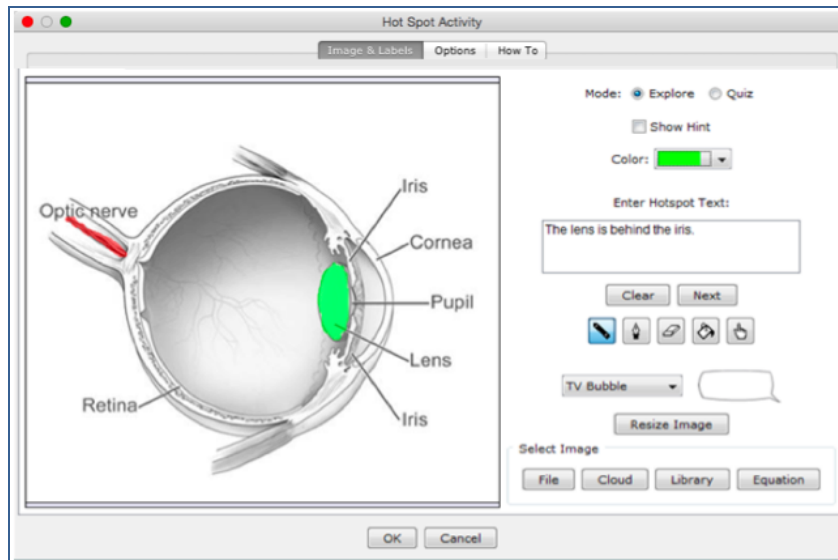 Hot Spot Activity
Image & Labels Options How To
Mode: Explore Quiz
Show Hint
Color:
Enter Hotspot Text:
The lens is behind the iris.
Clear Next
TV Bubble
Resize Image
Select Image
File Cloud Library Equation
Optic nerve
Iris
Cornea
Pupil
Lens
Retina
Iris
OK Cancel